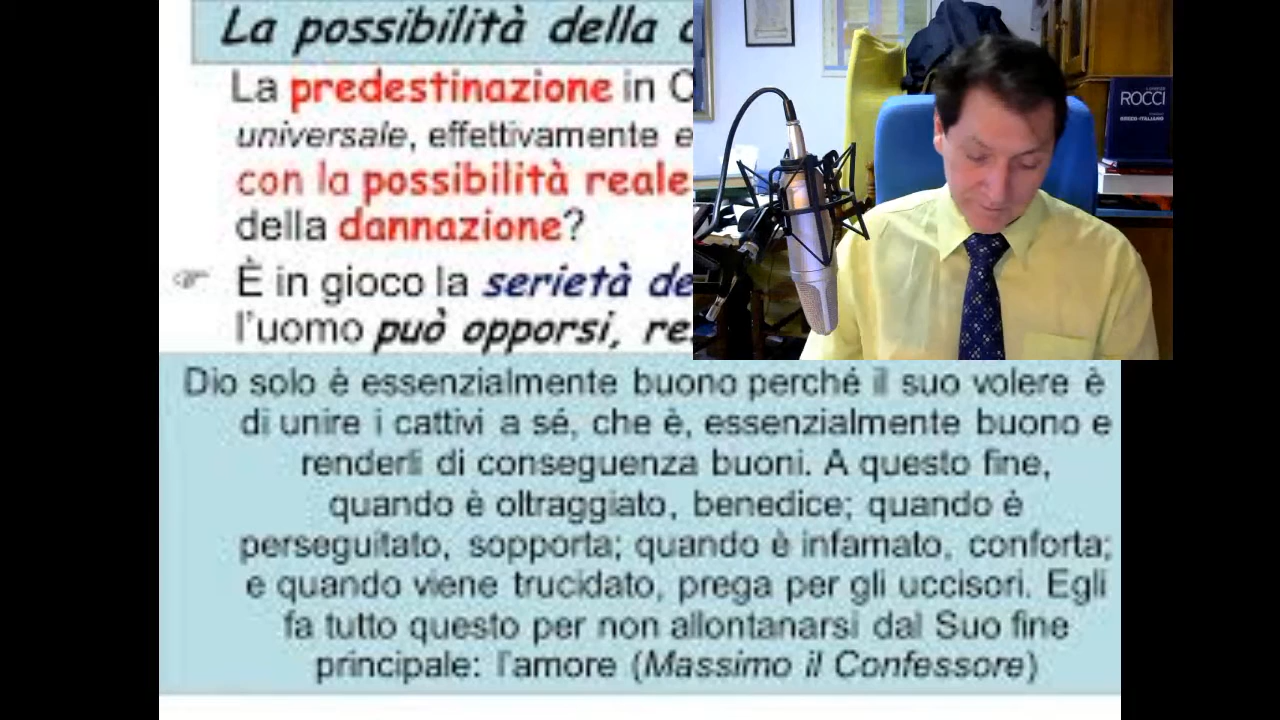 La possibilità della
La predestinazione in C
universale, effettivamente e
con la possibilità reale
della dannazione?
☞ È in gioco la serietà de
l'uomo può opporsi, re
Dio solo è essenzialmente buono perché il suo volere è
di unire i cattivi a sé, che è, essenzialmente buono e
renderli di conseguenza buoni. A questo fine,
quando è oltraggiato, benedice; quando è
perseguitato, sopporta; quando è infamato, conforta;
e quando viene trucidato, prega per gli uccisori. Egli
fa tutto questo per non allontanarsi dal Suo fine
principale: l'amore (Massimo il Confessore)
ROCCI
GRECO-ITALIANO